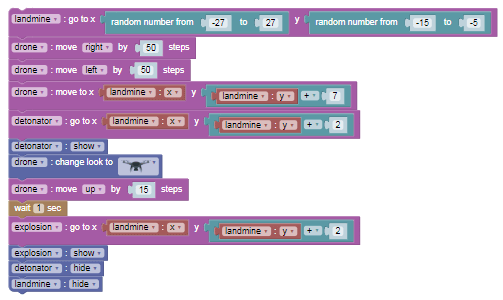 landmine : go to x random number from -27 to 27 y random number from -15 to -5
drone : move right by 50 steps
drone : move left by 50 steps
drone : move to x landmine : x y landmine : y + 7
detonator : go to x landmine : x y landmine : y + 2
detonator : show
drone : change look to
drone : move up by 15 steps
wait 1 sec
explosion : go to x landmine : x y landmine : y + 2
explosion : show
detonator : hide
landmine : hide